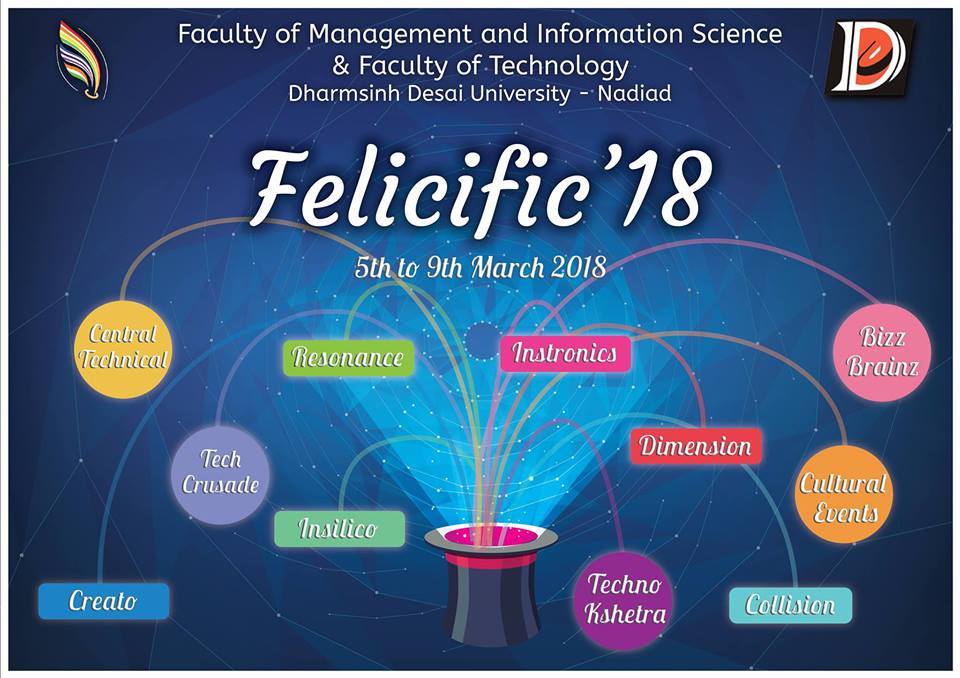 Faculty of Management and Information Science
& Faculty of Technology
Dharmsinh Desai University - Nadiad
Felicific'18
5th to 9th March 2018
Central
Technical
Resonance
Instronics
Bizz
Brainz
Tech
Crusade
Dimension
Cultural
Events
Insilico
Creato
Techno
Kshetra
Collision